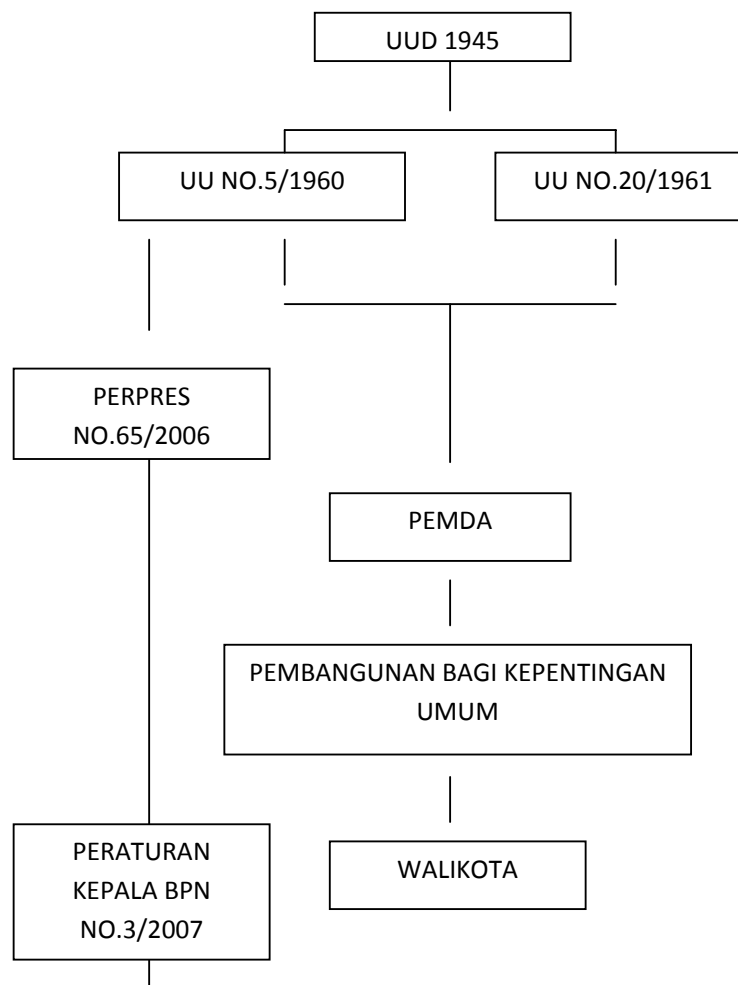 UUD 1945
UU NO.5/1960
UU NO.20/1961
PERPRES
NO.65/2006
PEMDA
PEMBANGUNAN BAGI KEPENTINGAN
UMUM
PERATURAN
KEPALA BPN
NO.3/2007
WALIKOTA